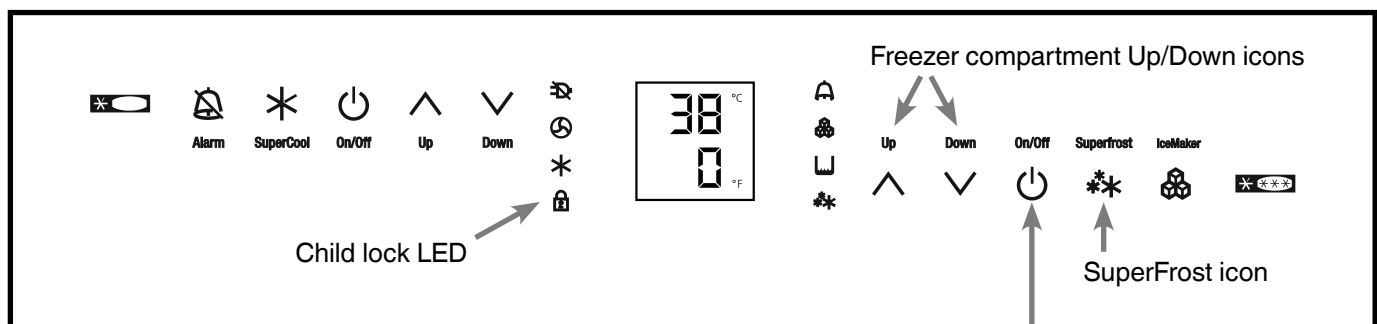 Freezer compartment Up/Down icons
Alarm SuperCool On/Off Up Down
38 °C
0 °F
Up Down On/Off Superfrost IceMaker
Child lock LED
SuperFrost icon